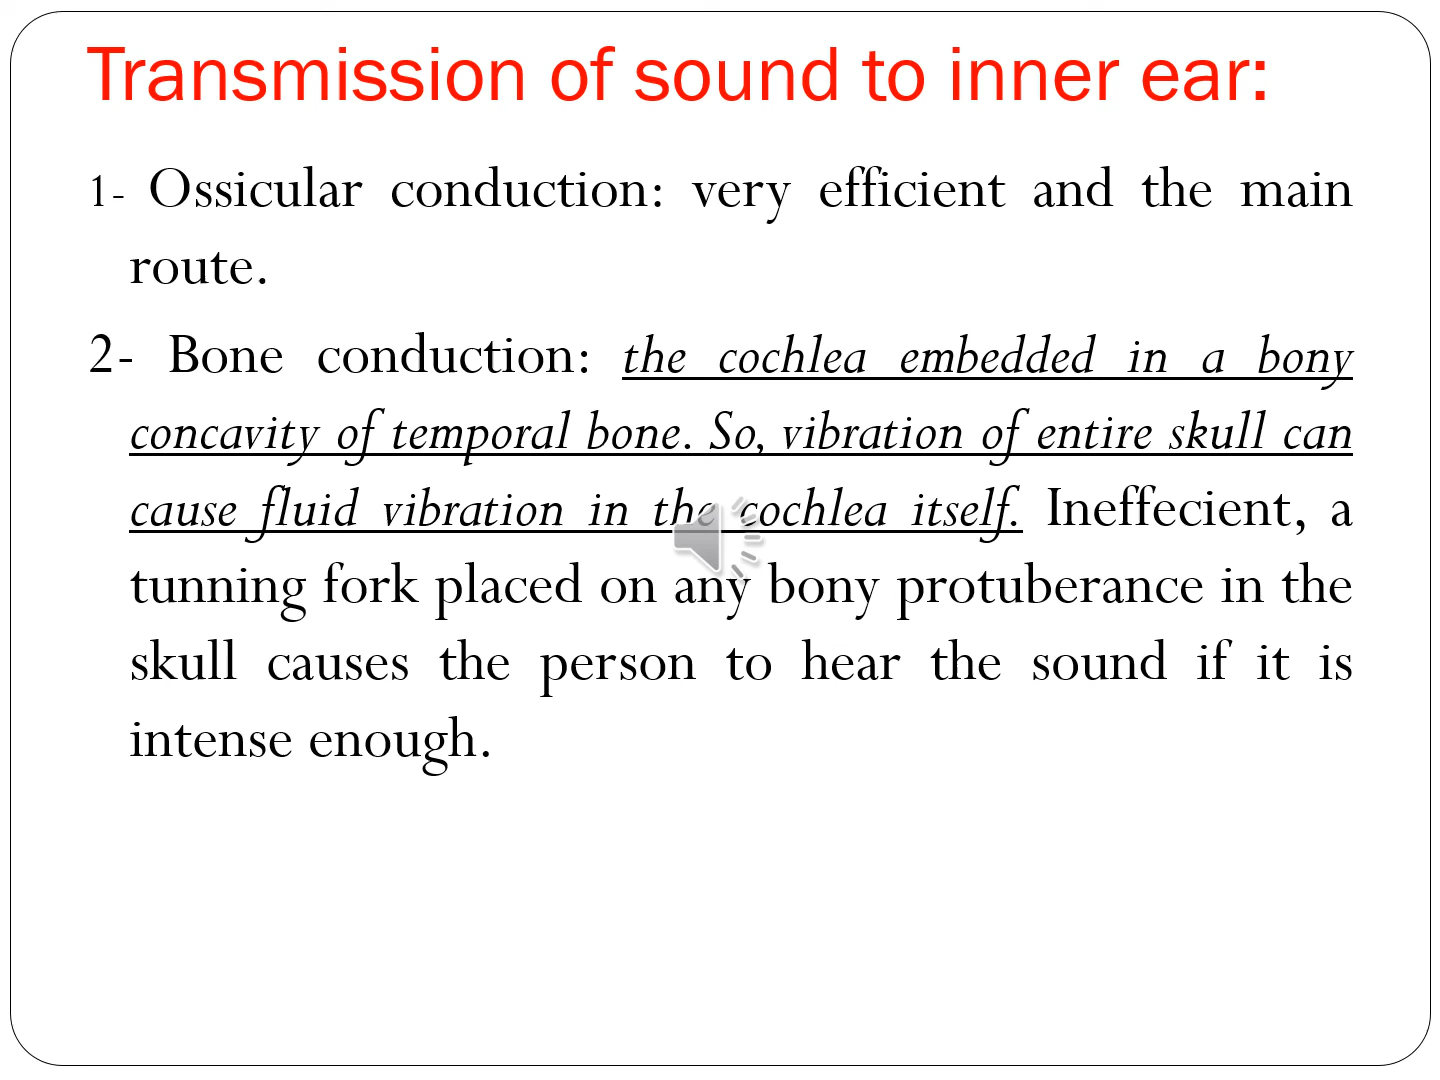 Transmission of sound to inner ear:
1- Ossicular conduction: very efficient and the main
route.
2- Bone conduction: the cochlea embedded in a bony
concavity of temporal bone. So, vibration of entire skull can
cause fluid vibration in the cochlea itself. Ineffecient, a
tunning fork placed on any bony protuberance in the
skull causes the person to hear the sound if it is
intense enough.